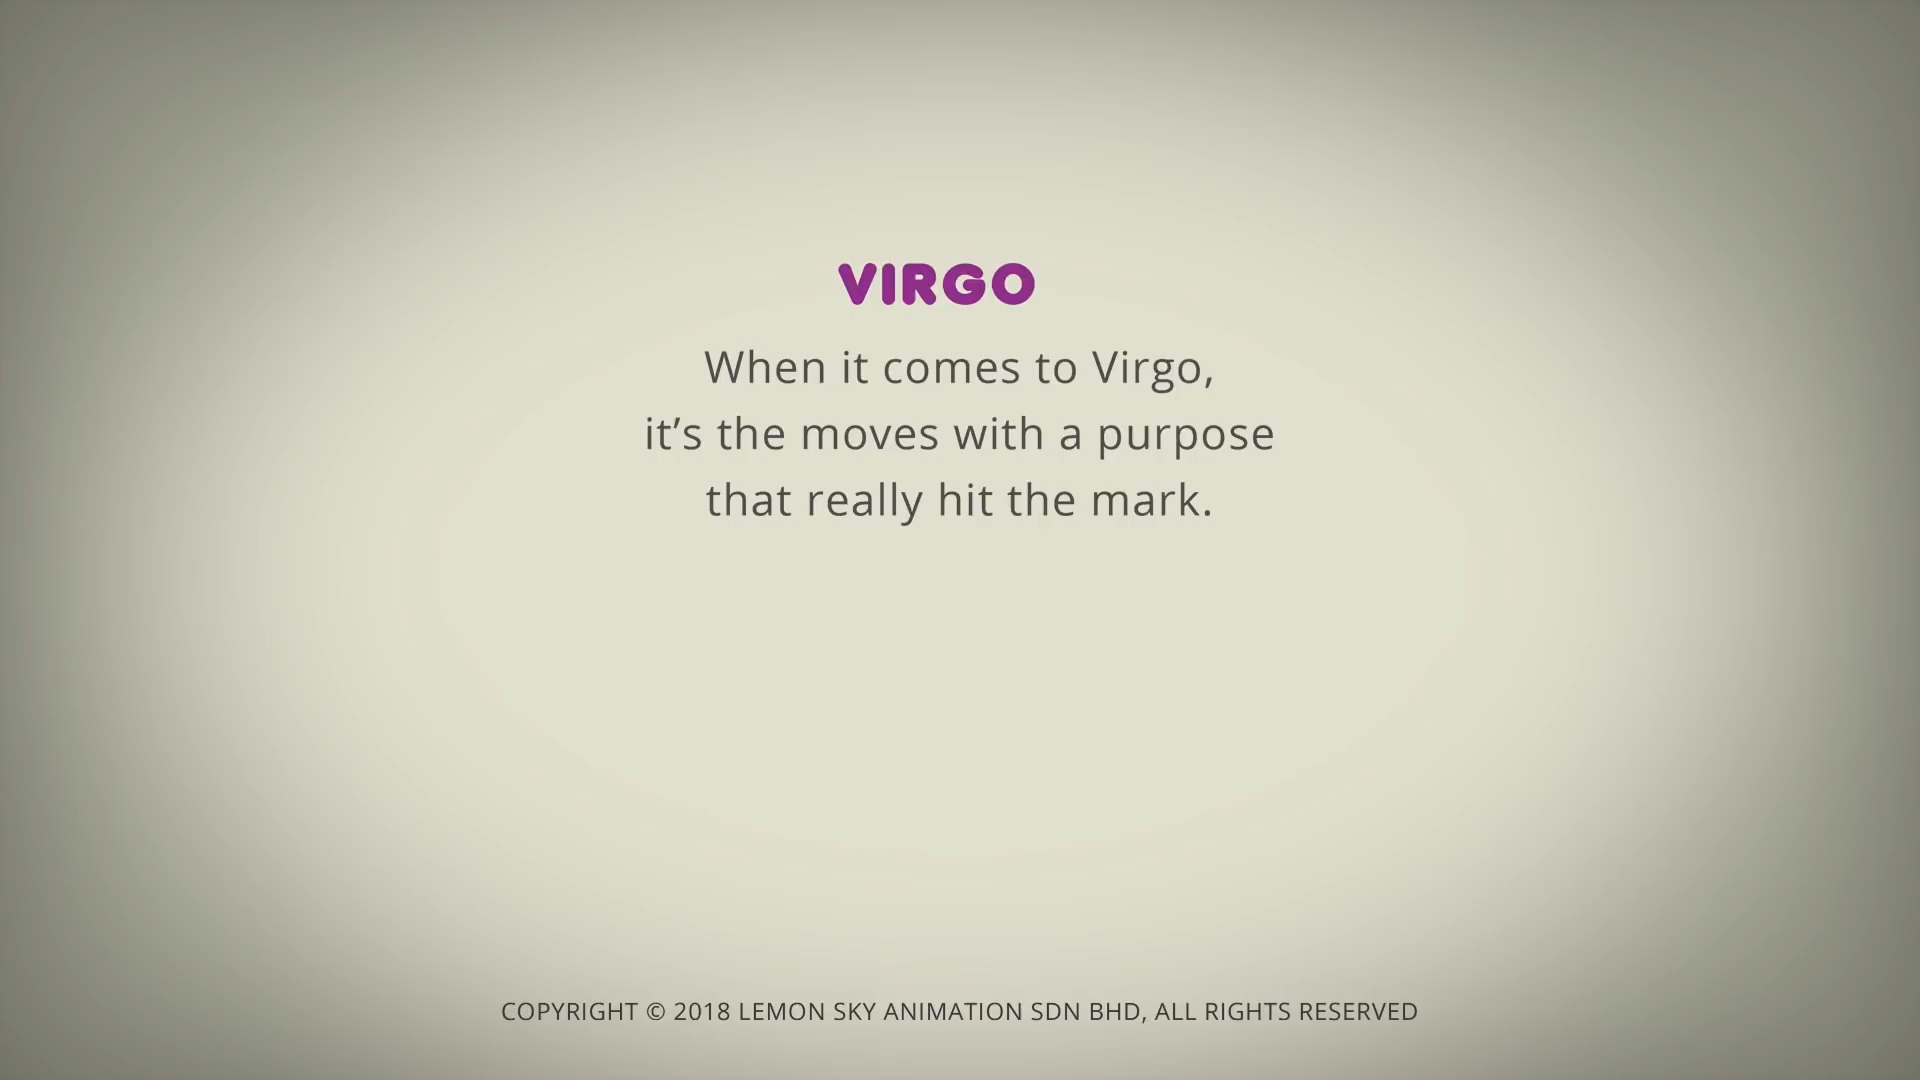 VIRGO
When it comes to Virgo,
it’s the moves with a purpose
that really hit the mark.
COPYRIGHT © 2018 LEMON SKY ANIMATION SDN BHD, ALL RIGHTS RESERVED